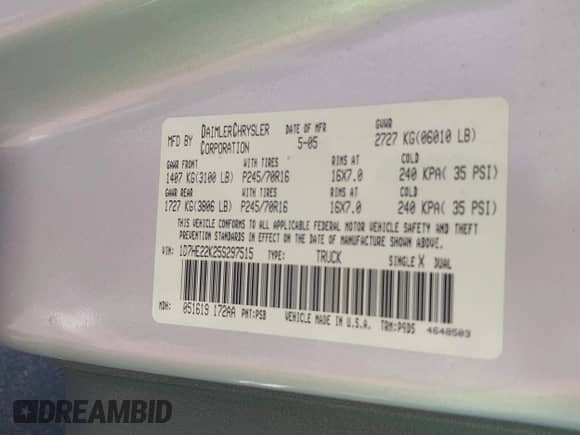 MFD BY DAIMLERCHRYSLER CORPORATION DATE OF MFR 5-05 GVWR 2727 KG(06010 LB)
GAWR FRONT WITH TIRES RIMS AT COLD
1407 KG(3100 LB) P245/70R16 16X7.0 240 KPA( 35 PSI)
GAWR REAR WITH TIRES RIMS AT COLD
1727 KG(3806 LB) P245/70R16 16X7.0 240 KPA( 35 PSI)
THIS VEHICLE CONFORMS TO ALL APPLICABLE FEDERAL MOTOR VEHICLE SAFETY AND THEFT
PREVENTION STANDARDS IN EFFECT ON THE DATE OF MANUFACTURE SHOWN ABOVE.
VIN: 1D7HE22K25S297515 TYPE: TRUCK SINGLE X DUAL
MDH: 051619 172AA PNT:PSB VEHICLE MADE IN U.S.A. TRM:P5D5 4648503
DREAMBID